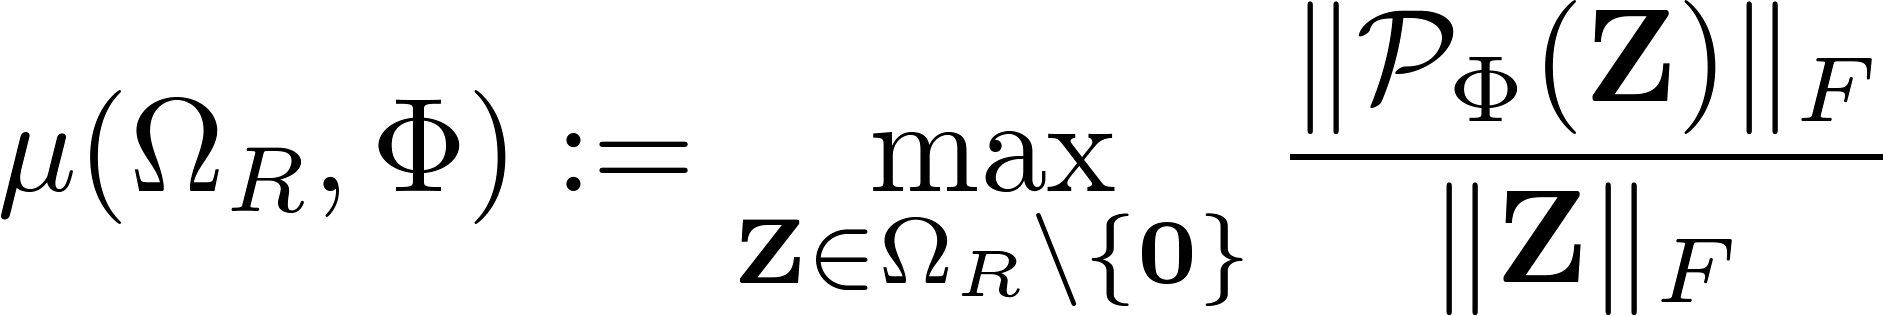 μ(Ω_R, Φ) := max_{𝐙∈Ω_R\{𝟎}} ‖𝒫_Φ(𝐙)‖_F / ‖𝐙‖_F